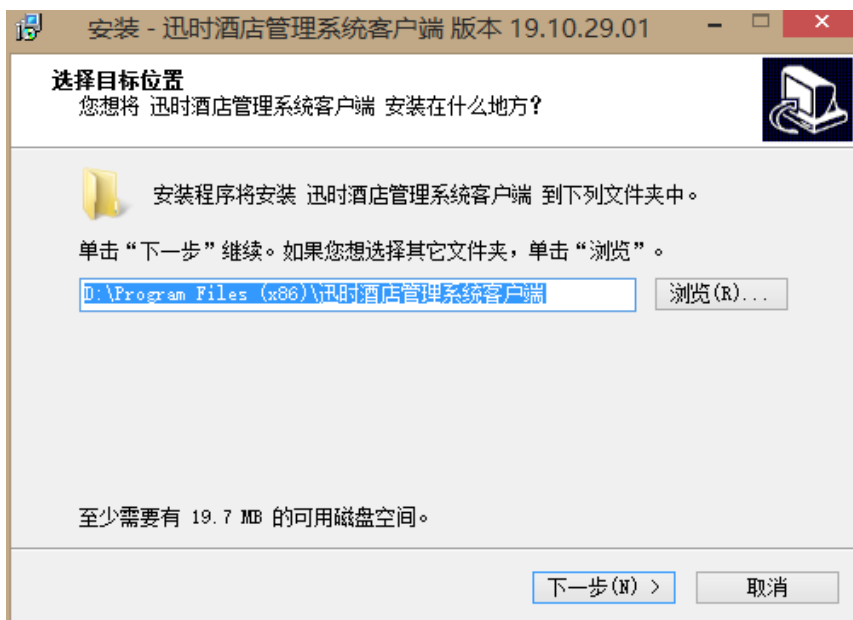 安装 - 迅时酒店管理系统客户端 版本 19.10.29.01
选择目标位置
您想将 迅时酒店管理系统客户端 安装在什么地方?
安装程序将安装 迅时酒店管理系统客户端 到下列文件夹中。
单击“下一步”继续。如果您想选择其它文件夹，单击“浏览”。
D:\Program Files (x86)\迅时酒店管理系统客户端
浏览(R)...
至少需要有 19.7 MB 的可用磁盘空间。
下一步(N) >
取消